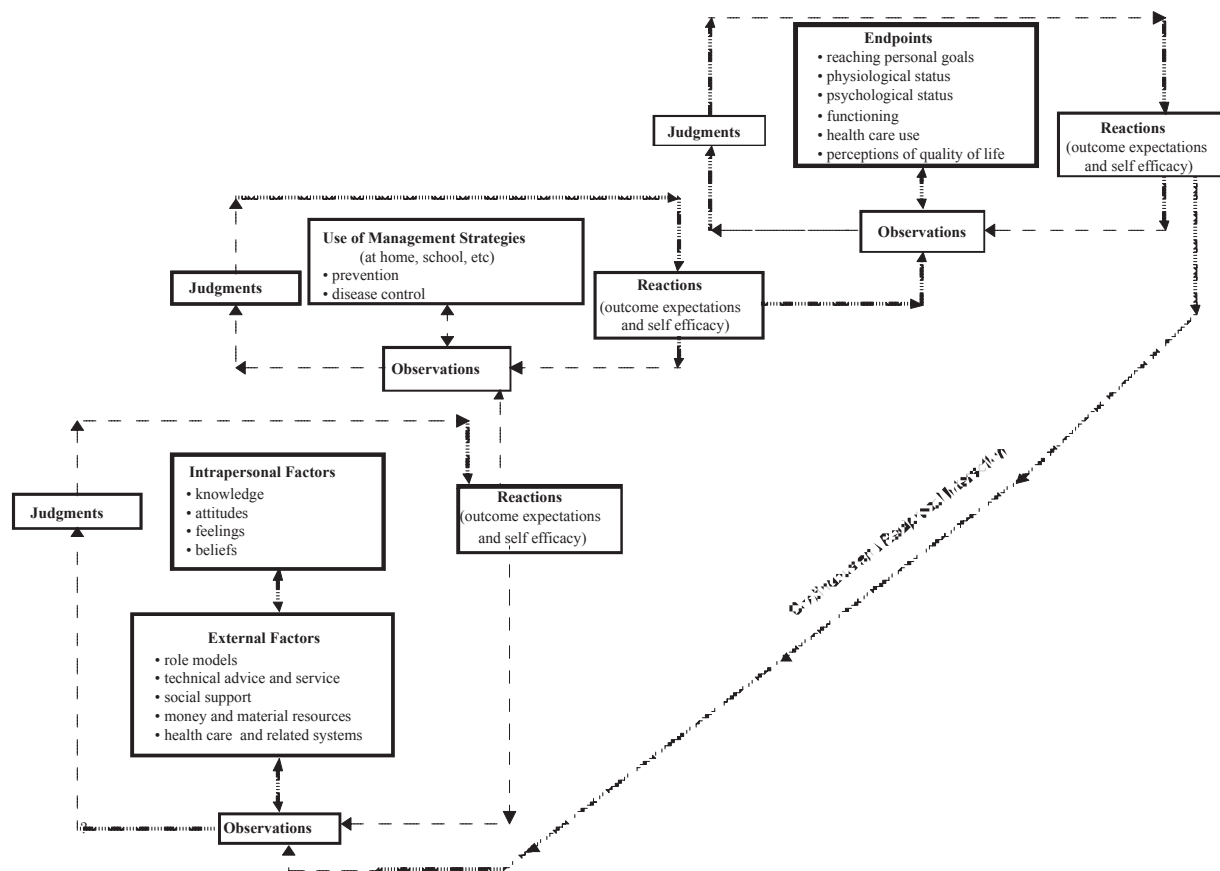 Endpoints
• reaching personal goals
• physiological status
• psychological status
• functioning
• health care use
• perceptions of quality of life
Judgments
Reactions
(outcome expectations
and self efficacy)
Observations
Use of Management Strategies
(at home, school, etc)
• prevention
• disease control
Judgments
Reactions
(outcome expectations
and self efficacy)
Observations
Intrapersonal Factors
• knowledge
• attitudes
• feelings
• beliefs
Judgments
Reactions
(outcome expectations
and self efficacy)
External Factors
• role models
• technical advice and service
• social support
• money and material resources
• health care and related systems
Observations
Continuous and Reciprocal Interaction